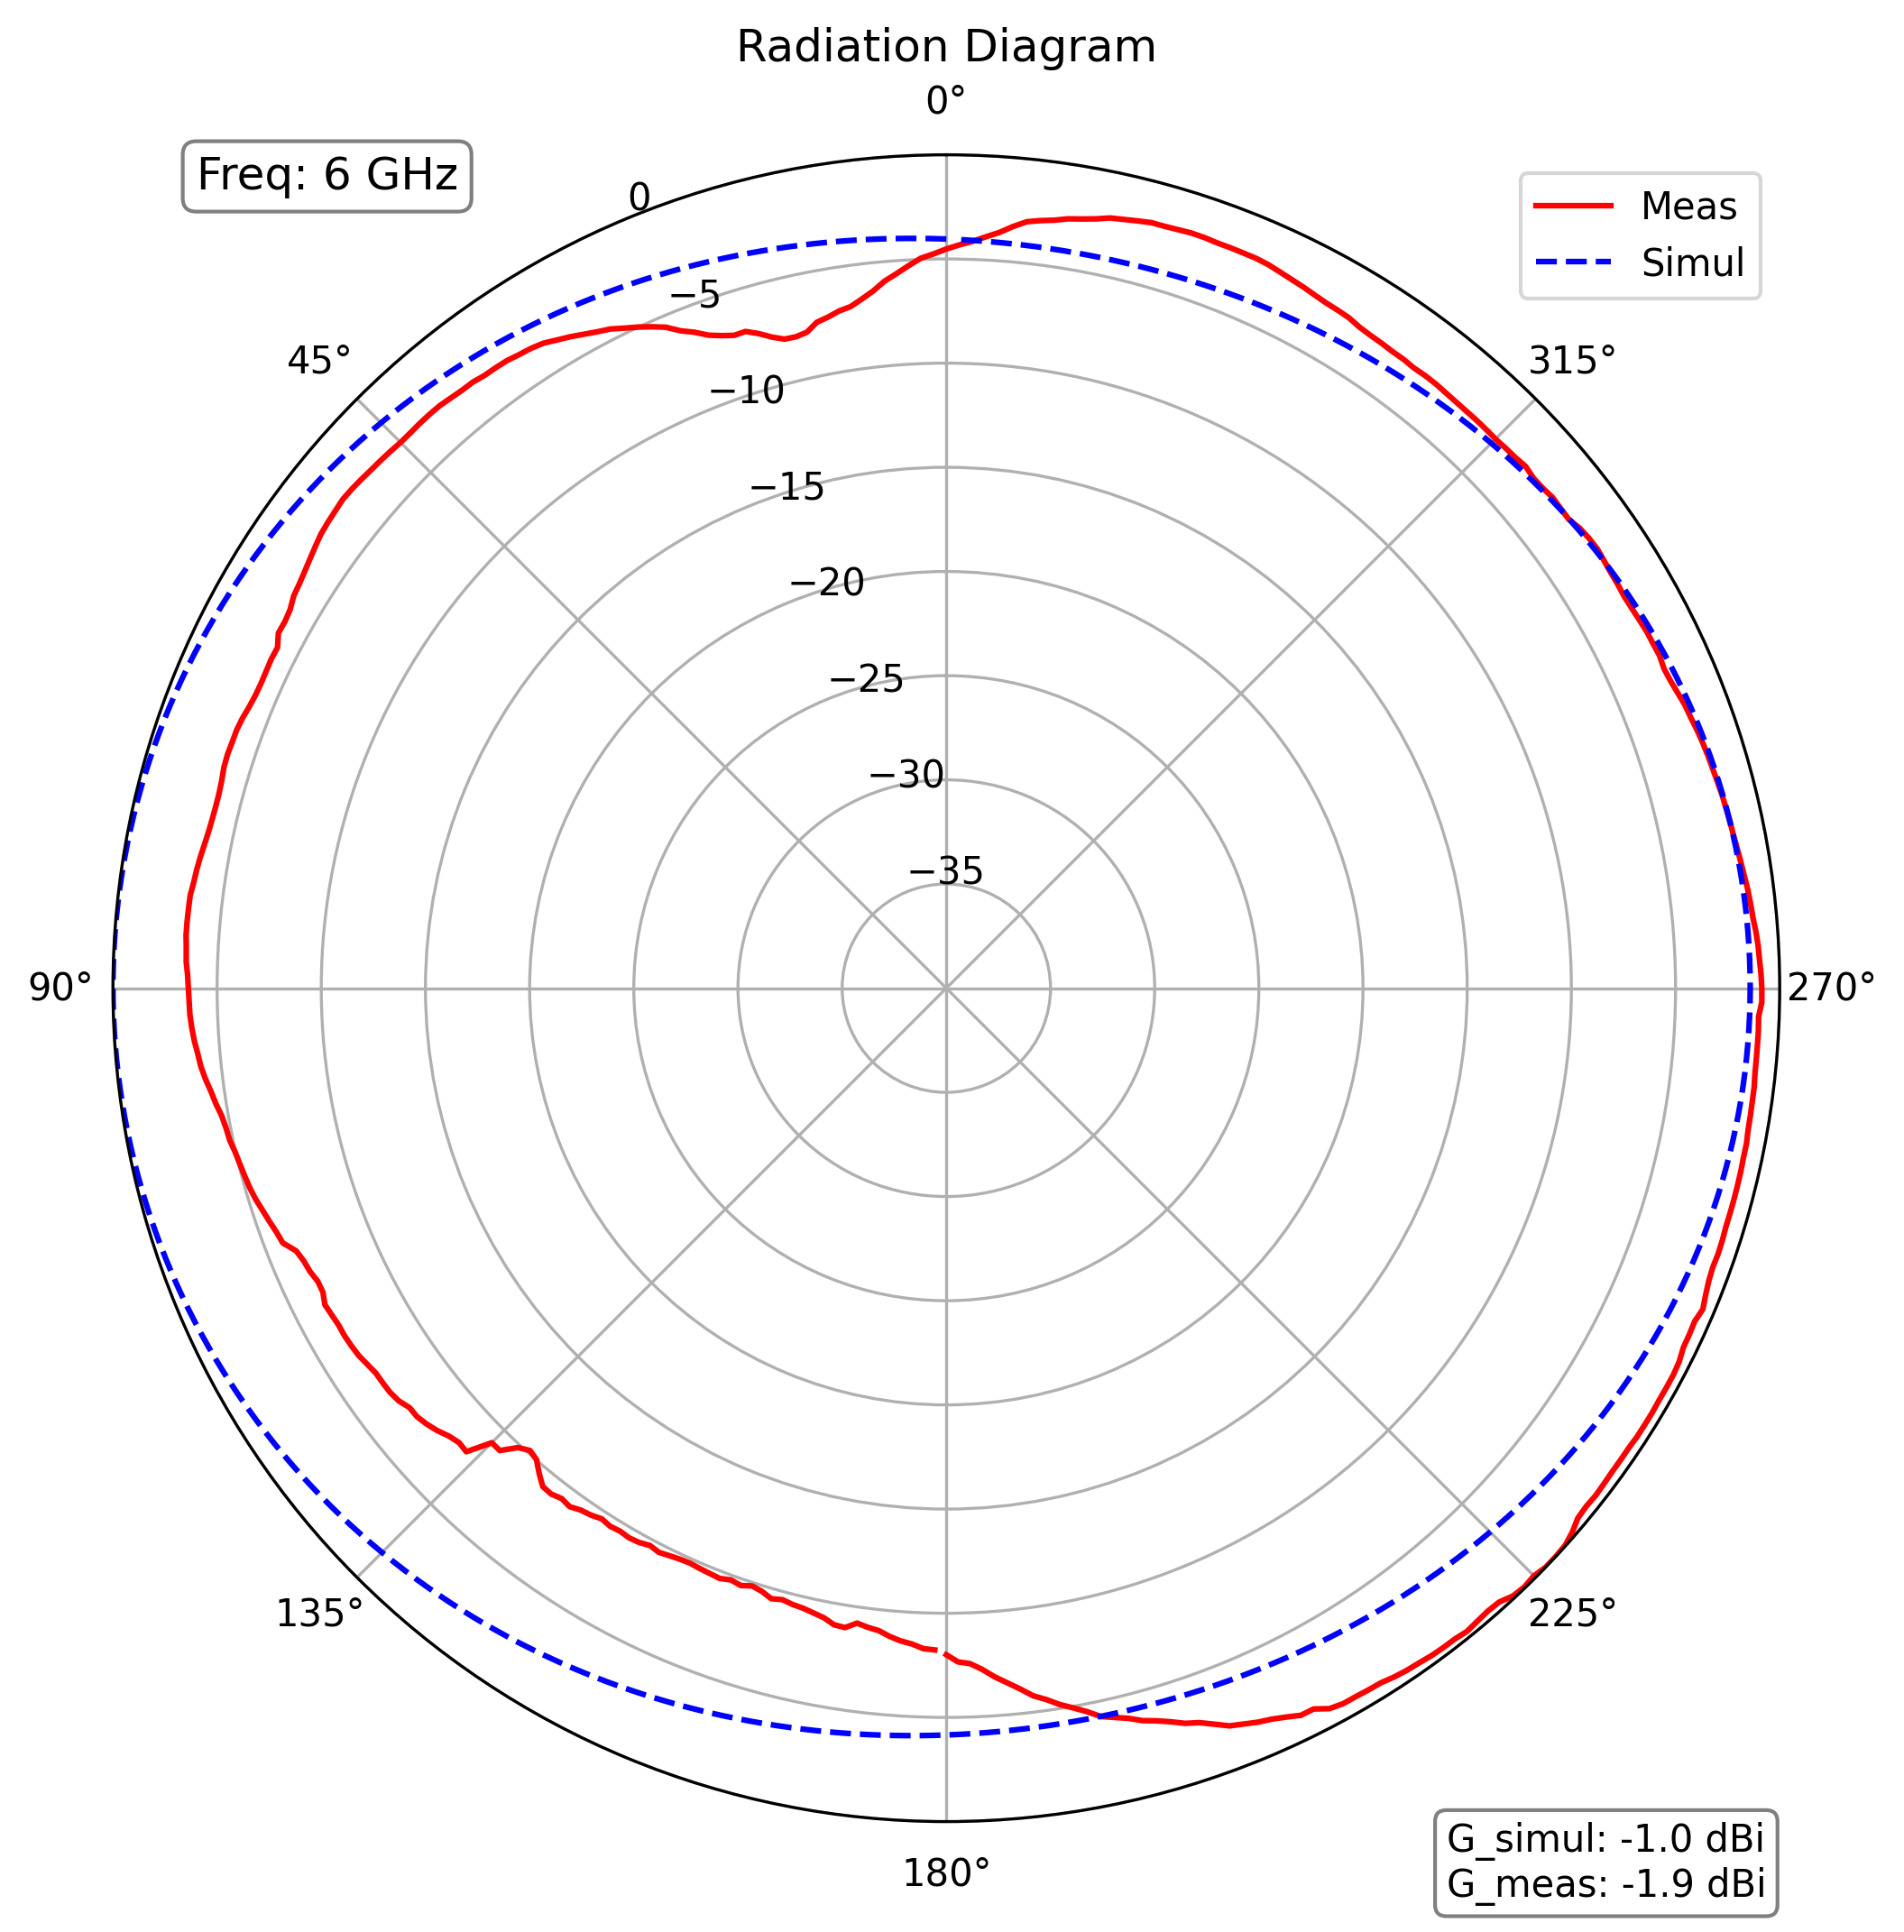 Radiation Diagram
0°
Freq: 6 GHz
Meas
Simul
0
−5
−10
−15
−20
−25
−30
−35
45°
315°
90°
270°
135°
225°
180°
G_simul: -1.0 dBi
G_meas: -1.9 dBi